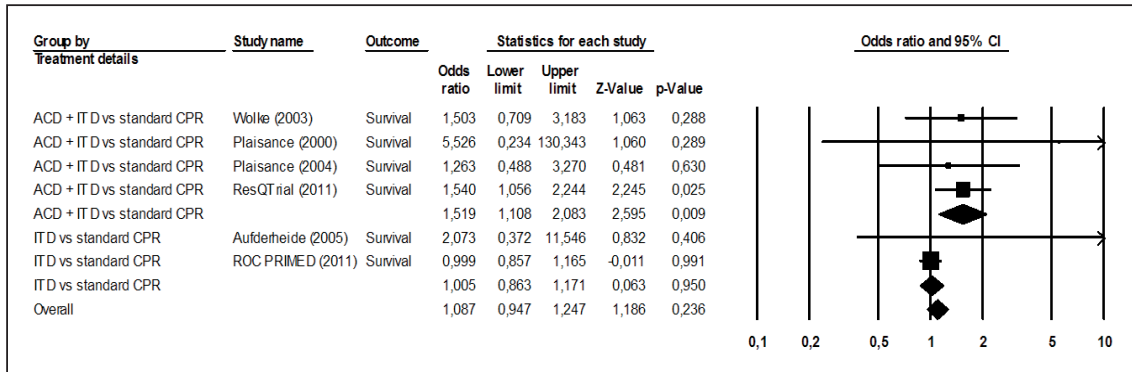 Group by Study name Outcome Statistics for each study Odds ratio and 95% CI
Treatment details
Odds Lower Upper
ratio limit limit Z-Value p-Value
ACD + ITD vs standard CPR Wolke (2003) Survival 1,503 0,709 3,183 1,063 0,288
ACD + ITD vs standard CPR Plaisance (2000) Survival 5,526 0,234 130,343 1,060 0,289
ACD + ITD vs standard CPR Plaisance (2004) Survival 1,263 0,488 3,270 0,481 0,630
ACD + ITD vs standard CPR ResQTrial (2011) Survival 1,540 1,056 2,244 2,245 0,025
ACD + ITD vs standard CPR 1,519 1,108 2,083 2,595 0,009
ITD vs standard CPR Aufderheide (2005) Survival 2,073 0,372 11,546 0,832 0,406
ITD vs standard CPR ROC PRIMED (2011) Survival 0,999 0,857 1,165 -0,011 0,991
ITD vs standard CPR 1,005 0,863 1,171 0,063 0,950
Overall 1,087 0,947 1,247 1,186 0,236
0,1 0,2 0,5 1 2 5 10